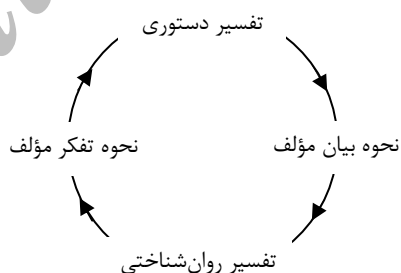 تفسیر دستوری
نحوه بیان مؤلف
نحوه تفکر مؤلف
تفسیر روان‌شناختی